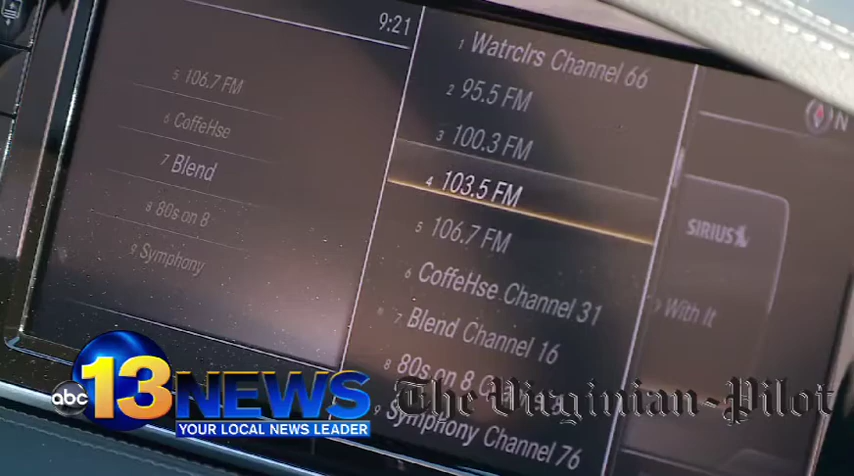 9:21
5 106.7 FM
6 CoffeHse
7 Blend
8 80s on 8
9 Symphony
1 Watrclrs Channel 66
2 95.5 FM
3 100.3 FM
4 103.5 FM
5 106.7 FM
6 CoffeHse Channel 31
7 Blend Channel 16
8 80s on 8
9 Symphony Channel 76
N
SIRIUS
With It
abc 13NEWS
YOUR LOCAL NEWS LEADER
The Virginian-Pilot